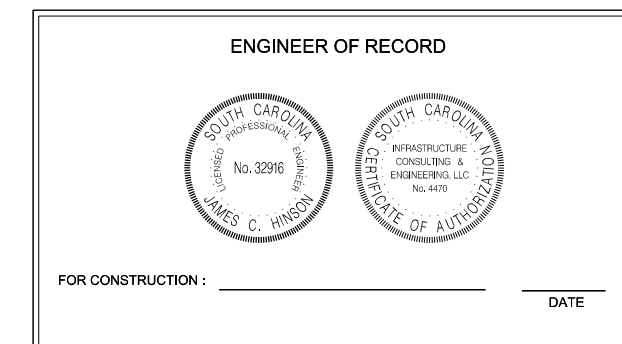 ENGINEER OF RECORD
SOUTH CAROLINA
LICENSED PROFESSIONAL ENGINEER
No. 32916
JAMES C. HINSON
SOUTH CAROLINA
INFRASTRUCTURE
CONSULTING &
ENGINEERING, LLC
No. 4470
CERTIFICATE OF AUTHORIZATION
FOR CONSTRUCTION :
DATE